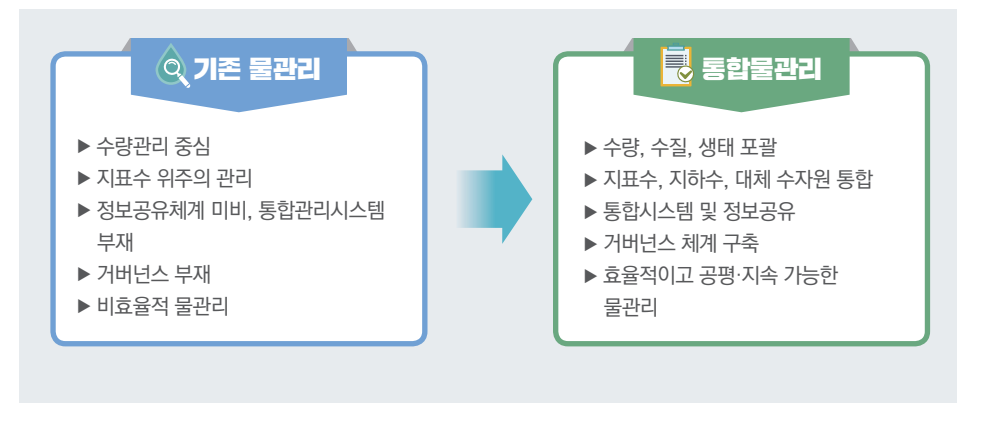 기존 물관리
▶ 수량관리 중심
▶ 지표수 위주의 관리
▶ 정보공유체계 미비, 통합관리시스템
부재
▶ 거버넌스 부재
▶ 비효율적 물관리
통합물관리
▶ 수량, 수질, 생태 포괄
▶ 지표수, 지하수, 대체 수자원 통합
▶ 통합시스템 및 정보공유
▶ 거버넌스 체계 구축
▶ 효율적이고 공평·지속 가능한
물관리